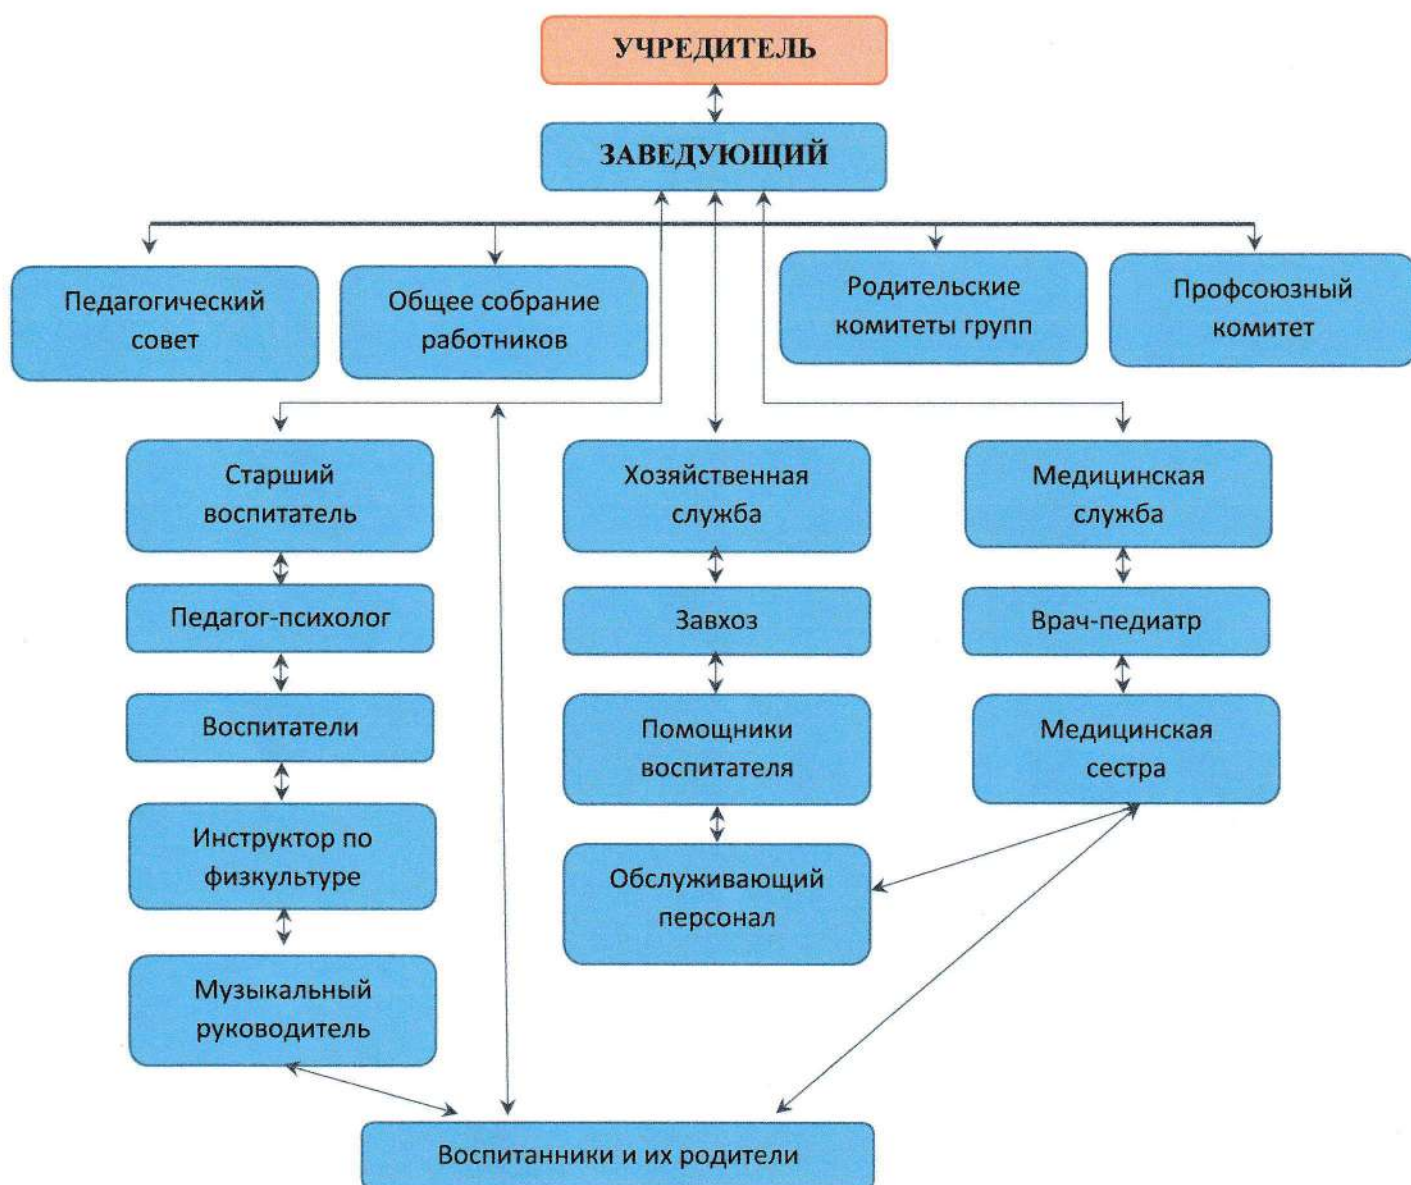 УЧРЕДИТЕЛЬ
ЗАВЕДУЮЩИЙ
Педагогический
совет
Общее собрание
работников
Родительские
комитеты групп
Профсоюзный
комитет
Старший
воспитатель
Хозяйственная
служба
Медицинская
служба
Педагог-психолог
Завхоз
Врач-педиатр
Воспитатели
Помощники
воспитателя
Медицинская
сестра
Инструктор по
физкультуре
Обслуживающий
персонал
Музыкальный
руководитель
Воспитанники и их родители